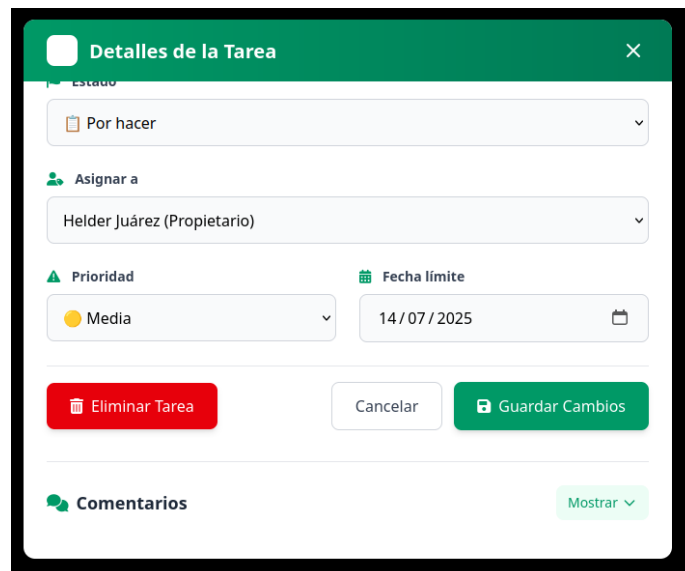 Detalles de la Tarea
Estado
Por hacer
Asignar a
Helder Juárez (Propietario)
Prioridad Fecha límite
Media 14/07/2025
Eliminar Tarea Cancelar Guardar Cambios
Comentarios Mostrar